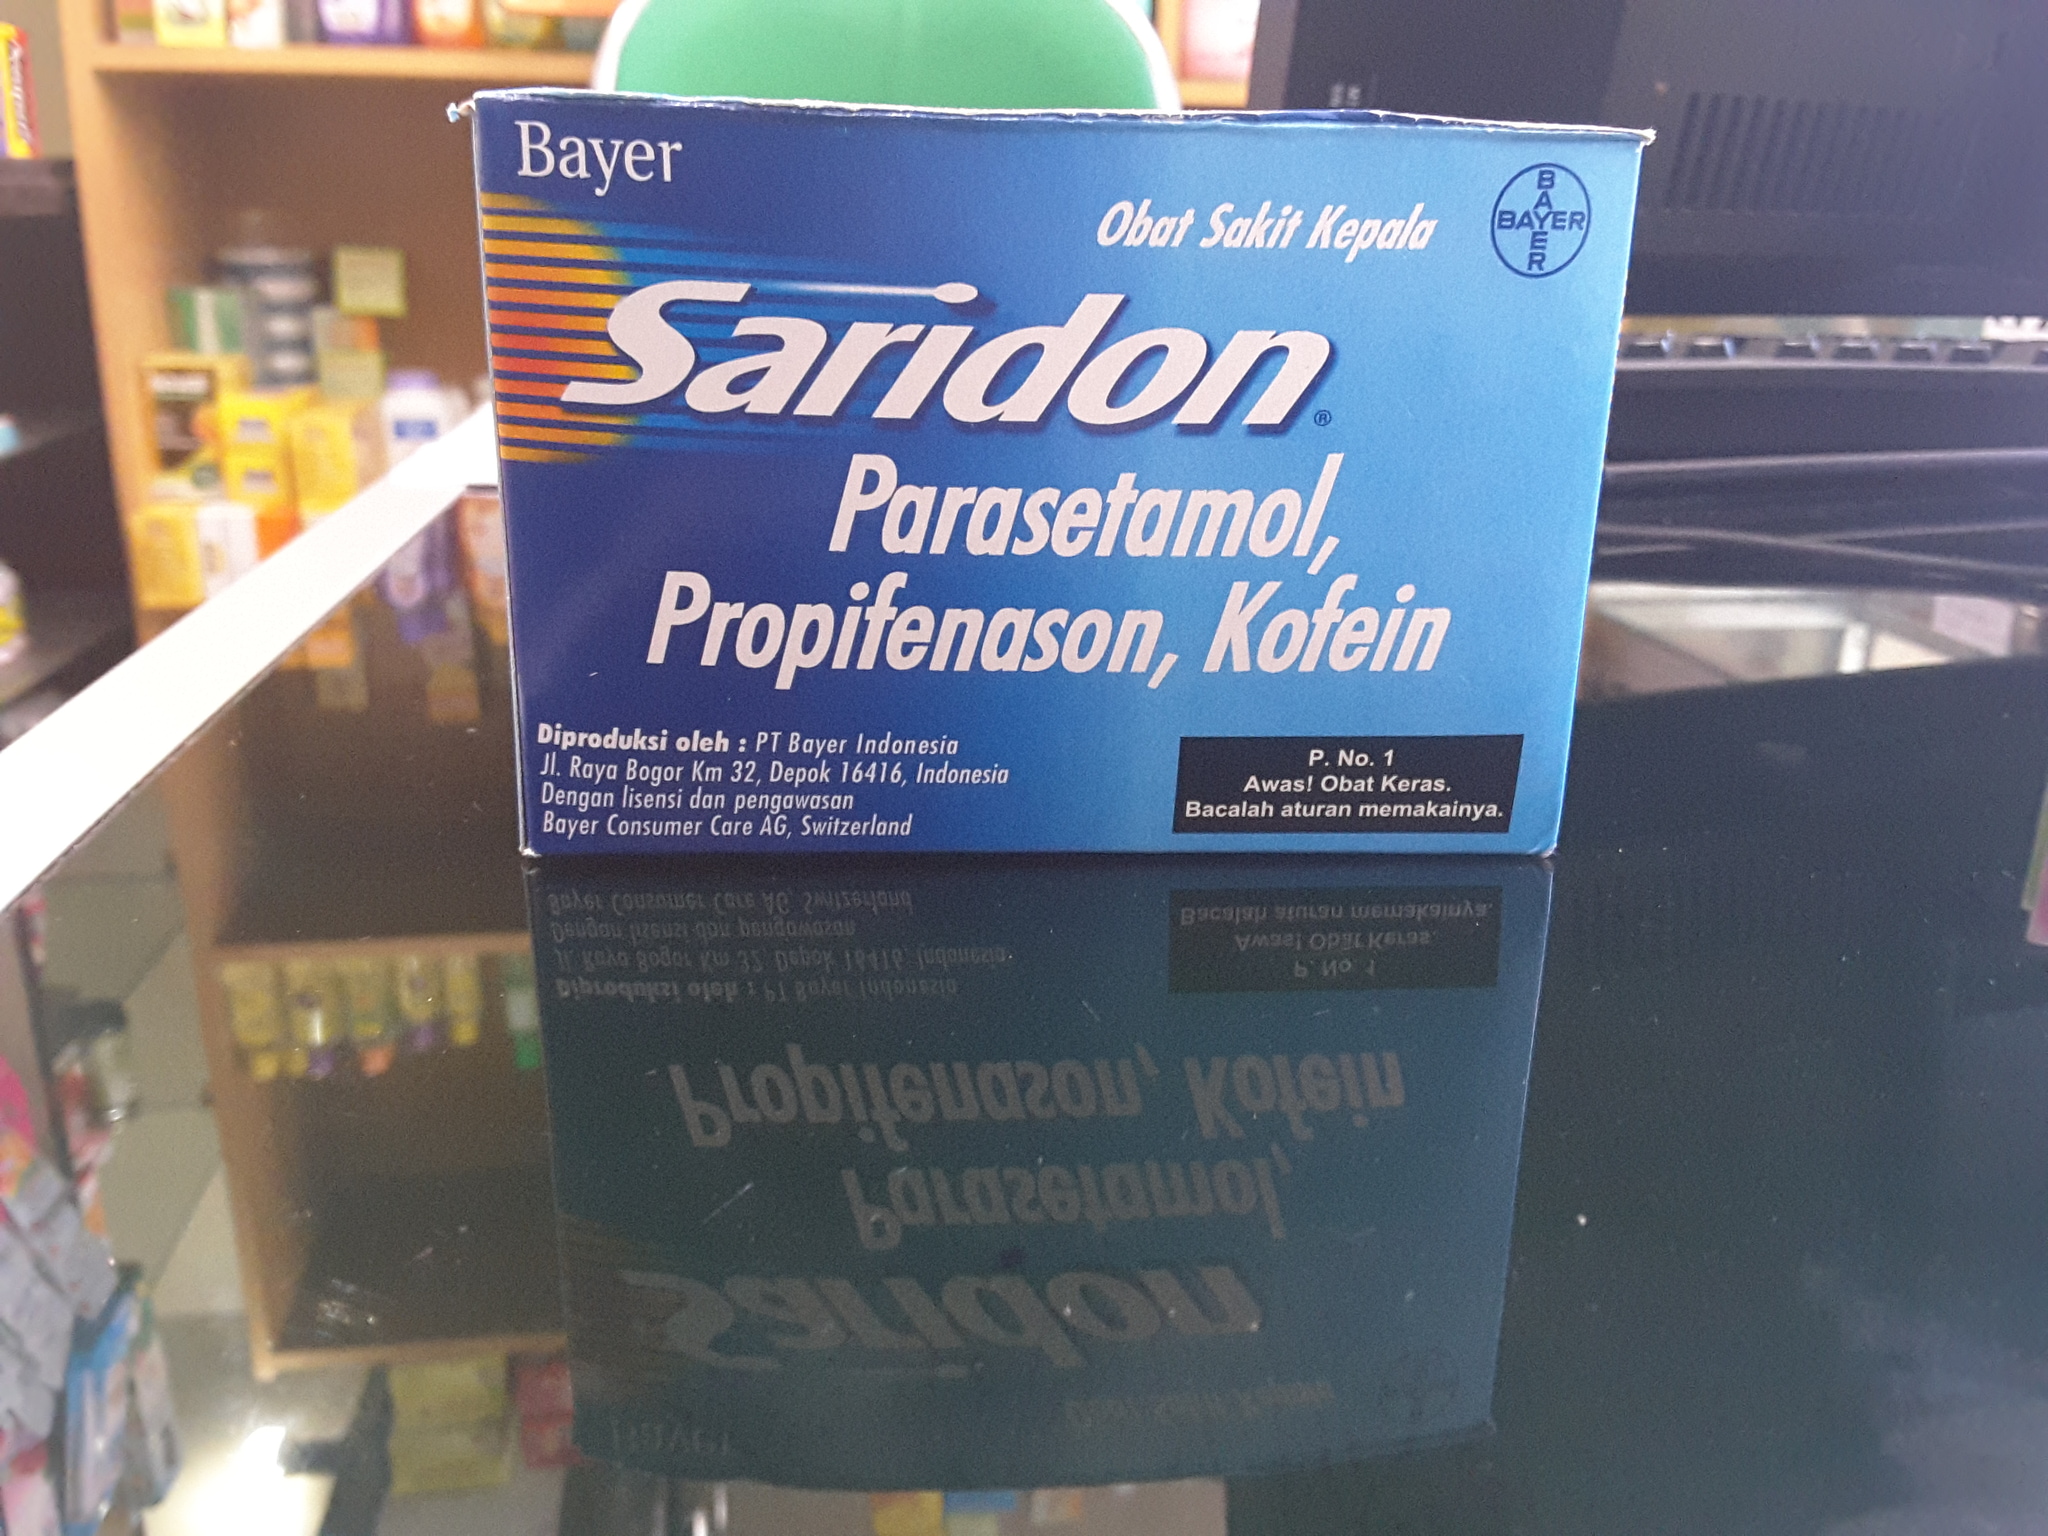 Bayer
Obat Sakit Kepala
BAYER
BAYER
Saridon®
Parasetamol,
Propifenason, Kofein
Diproduksi oleh : PT Bayer Indonesia
Jl. Raya Bogor Km 32, Depok 16416, Indonesia
Dengan lisensi dan pengawasan
Bayer Consumer Care AG, Switzerland
P. No. 1
Awas! Obat Keras.
Bacalah aturan memakainya.